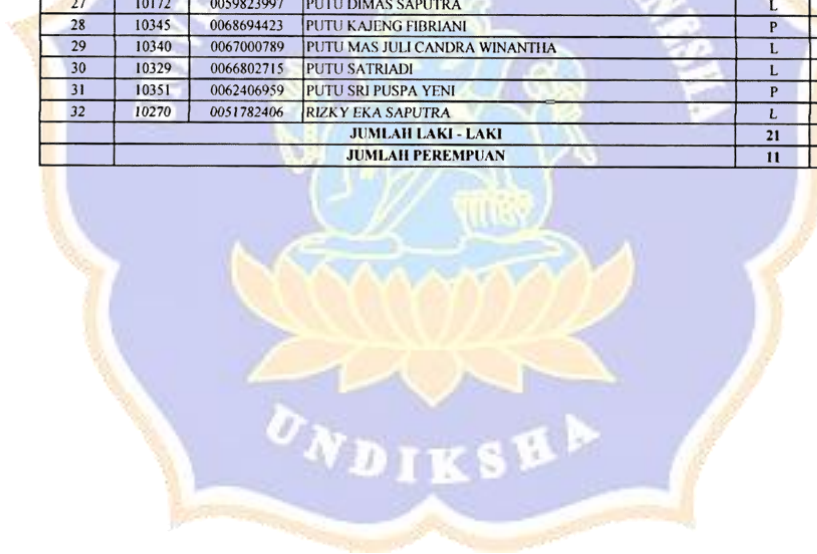 27 10172 0059823997 PUTU DIMAS SAPUTRA L
28 10345 0068694423 PUTU KAJENG FIBRIANI P
29 10340 0067000789 PUTU MAS JULI CANDRA WINANTHA L
30 10329 0066802715 PUTU SATRIADI L
31 10351 0062406959 PUTU SRI PUSPA YENI P
32 10270 0051782406 RIZKY EKA SAPUTRA L
JUMLAH LAKI - LAKI 21
JUMLAH PEREMPUAN 11
UNDIKSHA